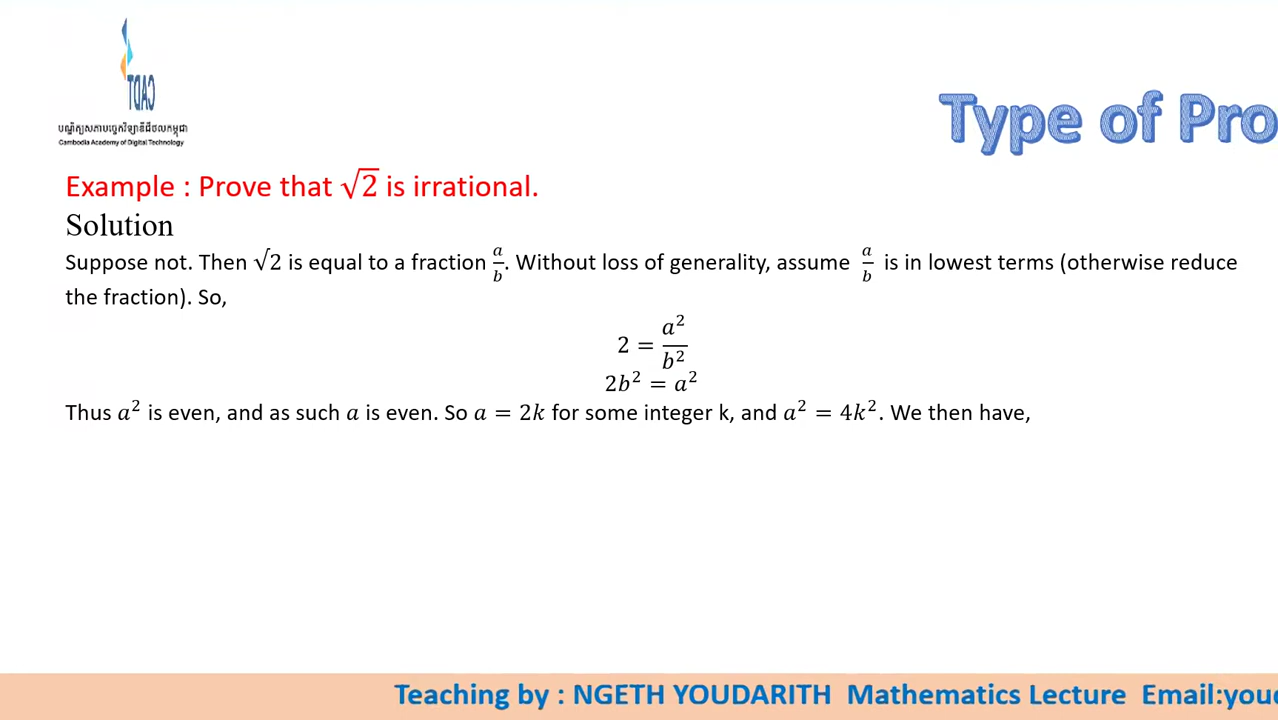 CADT
បណ្ឌិត្យសភាបច្ចេកវិទ្យាឌីជីថលកម្ពុជា
Cambodia Academy of Digital Technology
Type of Pro
Example : Prove that √2 is irrational.
Solution
Suppose not. Then √2 is equal to a fraction a/b. Without loss of generality, assume a/b is in lowest terms (otherwise reduce
the fraction). So,
2 = a²/b²
2b² = a²
Thus a² is even, and as such a is even. So a = 2k for some integer k, and a² = 4k². We then have,
Teaching by : NGETH YOUDARITH Mathematics Lecture Email:youd